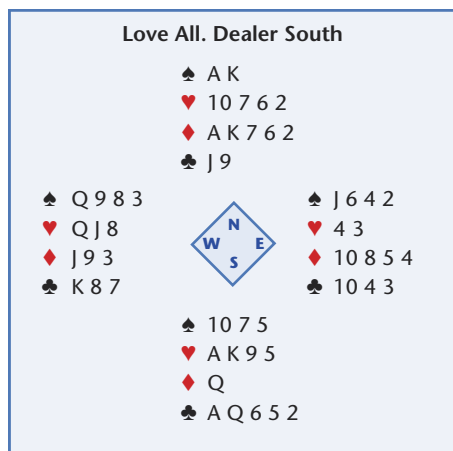 Love All. Dealer South
♠ A K
♥ 10 7 6 2
♦ A K 7 6 2
♣ J 9
♠ Q 9 8 3
♥ Q J 8
♦ J 9 3
♣ K 8 7
N
W E
S
♠ J 6 4 2
♥ 4 3
♦ 10 8 5 4
♣ 10 4 3
♠ 10 7 5
♥ A K 9 5
♦ Q
♣ A Q 6 5 2